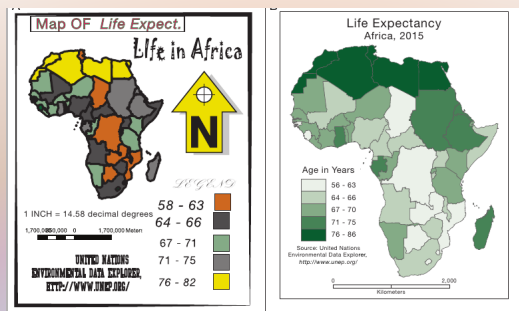 Map OF Life Expect.
LIfe in Africa
N
LEGEND
58 - 63
64 - 66
67 - 71
71 - 75
76 - 82
1 INCH = 14.58 decimal degrees
1,700,000 0 1,700,000 Meters
UNITED NATIONS
ENVIRONMENTAL DATA EXPLORER,
HTTP://WWW.UNEP.ORG/
Life Expectancy
Africa, 2015
Age in Years
56 - 63
64 - 66
67 - 70
71 - 75
76 - 86
Source: United Nations
Environmental Data Explorer,
http://www.unep.org/
0 2,000
Kilometers